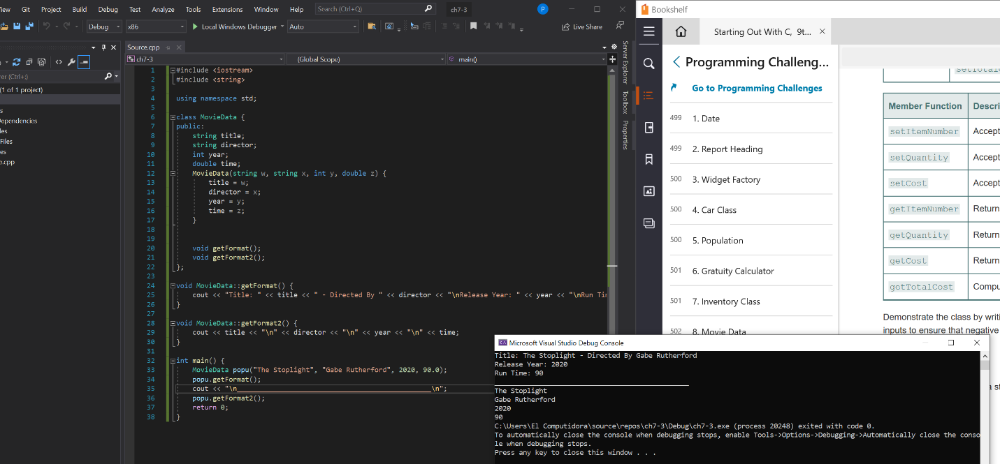 iew Git Project Build Debug Test Analyze Tools Extensions Window Help Search (Ctrl+Q) ch7-3 P
Debug x86 Local Windows Debugger Auto Live Share
Source.cpp
ch7-3 (Global Scope) main()
rer (Ctrl+;)
(1 of 1 project)
s
ependencies
les
Files
es
e.cpp
1 #include <iostream>
2 #include <string>
3
4 using namespace std;
5
6 class MovieData {
7 public:
8 string title;
9 string director;
10 int year;
11 double time;
12 MovieData(string w, string x, int y, double z) {
13 title = w;
14 director = x;
15 year = y;
16 time = z;
17 }
18
19
20 void getFormat();
21 void getFormat2();
22 };
23
24 void MovieData::getFormat() {
25 cout << "Title: " << title << " - Directed By " << director << "\nRelease Year: " << year << "\nRun Ti
26 }
27
28 void MovieData::getFormat2() {
29 cout << title << "\n" << director << "\n" << year << "\n" << time;
30 }
31
32 int main() {
33 MovieData popu("The Stoplight", "Gabe Rutherford", 2020, 90.0);
34 popu.getFormat();
35 cout << "\n________________________________________________\n";
36 popu.getFormat2();
37 return 0;
38 }
Server Explorer
Toolbox
Properties
Bookshelf
Starting Out With C, 9t...
Programming Challeng...
Go to Programming Challenges
499 1. Date
499 2. Report Heading
500 3. Widget Factory
500 4. Car Class
500 5. Population
501 6. Gratuity Calculator
501 7. Inventory Class
502 8. Movie Data
Member Function Descri
setItemNumber Accept
setQuantity Accept
setCost Accept
getItemNumber Return
getQuantity Return
getCost Return
getTotalCost Compu
Demonstrate the class by writi
inputs to ensure that negative
a st
Microsoft Visual Studio Debug Console
Title: The Stoplight - Directed By Gabe Rutherford
Release Year: 2020
Run Time: 90
________________________________________________
The Stoplight
Gabe Rutherford
2020
90
C:\Users\El Computidora\source\repos\ch7-3\Debug\ch7-3.exe (process 20248) exited with code 0.
To automatically close the console when debugging stops, enable Tools->Options->Debugging->Automatically close the conso
le when debugging stops.
Press any key to close this window . . .